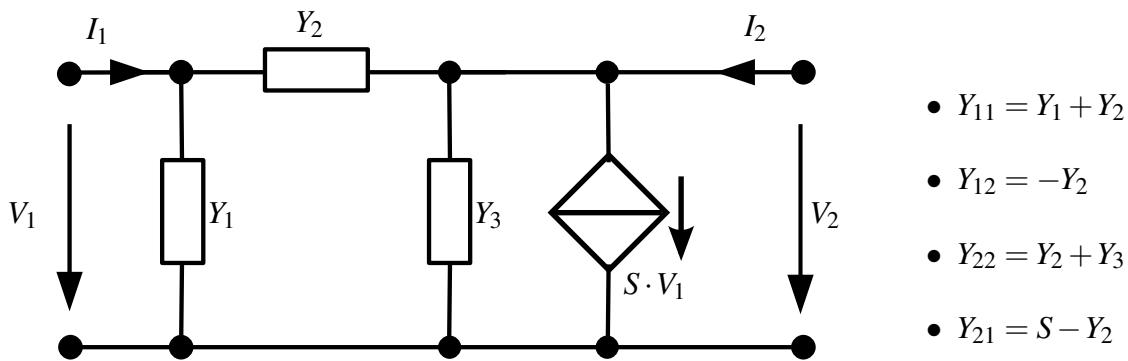 I₁
Y₂
I₂
V₁
Y₁
Y₃
S · V₁
V₂
• Y₁₁ = Y₁ + Y₂
• Y₁₂ = −Y₂
• Y₂₂ = Y₂ + Y₃
• Y₂₁ = S − Y₂